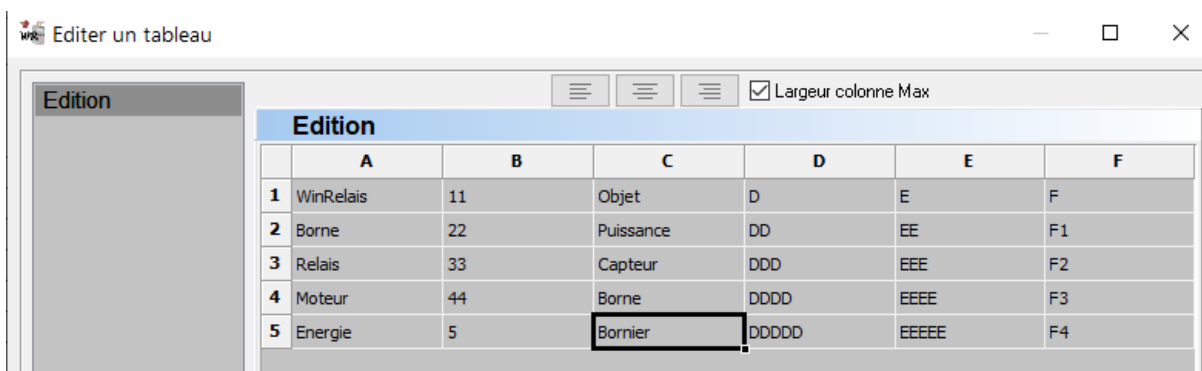 Editer un tableau
Edition
Largeur colonne Max
Edition
A B C D E F
1 WinRelais 11 Objet D E F
2 Borne 22 Puissance DD EE F1
3 Relais 33 Capteur DDD EEE F2
4 Moteur 44 Borne DDDD EEEE F3
5 Energie 5 Bornier DDDDD EEEEE F4